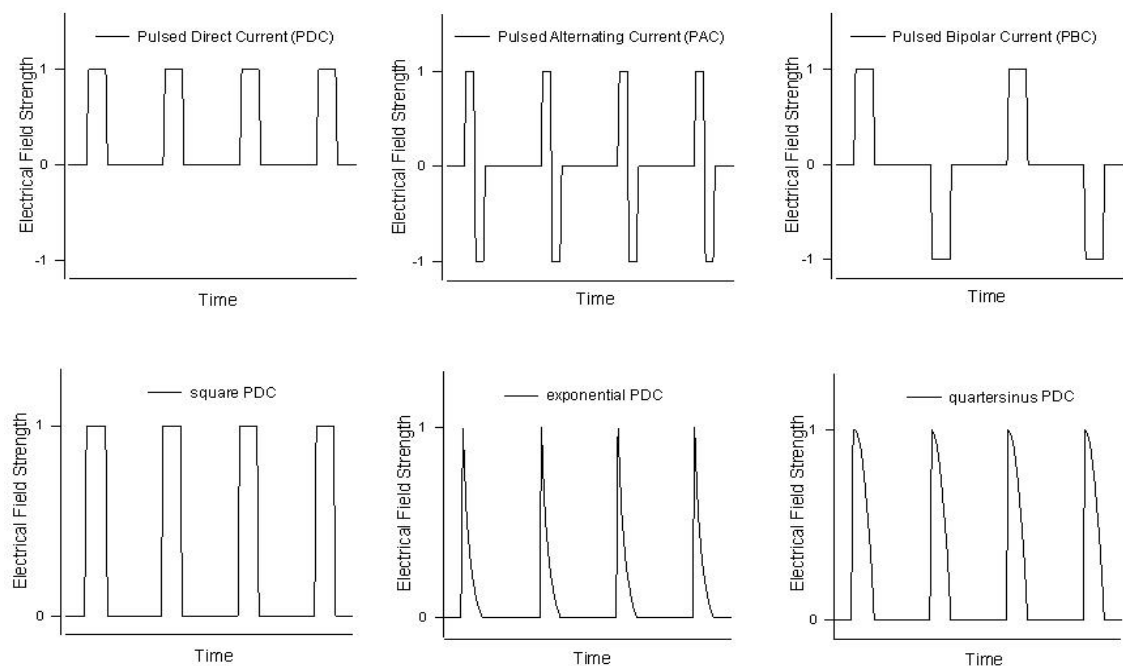 Pulsed Direct Current (PDC)
1
0
-1
Electrical Field Strength
Time
Pulsed Alternating Current (PAC)
1
0
-1
Electrical Field Strength
Time
Pulsed Bipolar Current (PBC)
1
0
-1
Electrical Field Strength
Time
square PDC
1
0
Electrical Field Strength
Time
exponential PDC
1
0
Electrical Field Strength
Time
quartersinus PDC
1
0
Electrical Field Strength
Time